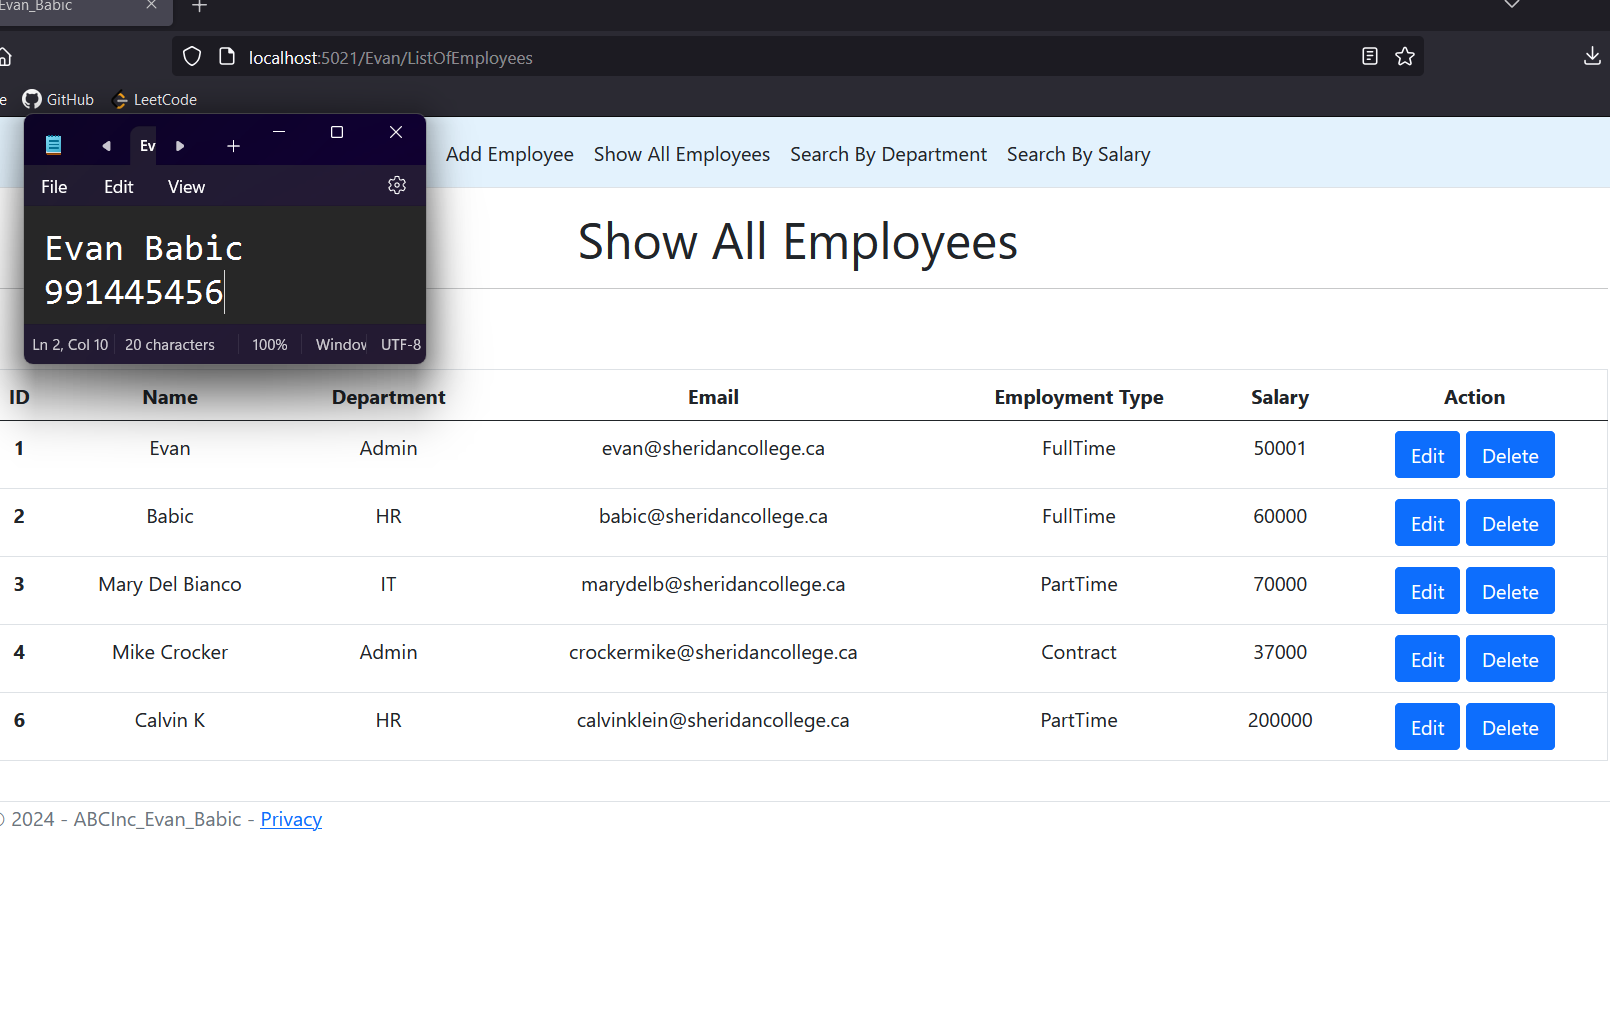 Evan_Babic
localhost:5021/Evan/ListOfEmployees
e GitHub LeetCode
Ev
File Edit View
Evan Babic
991445456
Ln 2, Col 10 20 characters 100% Window UTF-8
Add Employee Show All Employees Search By Department Search By Salary
Show All Employees
ID Name Department Email Employment Type Salary Action
1 Evan Admin evan@sheridancollege.ca FullTime 50001 Edit Delete
2 Babic HR babic@sheridancollege.ca FullTime 60000 Edit Delete
3 Mary Del Bianco IT marydelb@sheridancollege.ca PartTime 70000 Edit Delete
4 Mike Crocker Admin crockermike@sheridancollege.ca Contract 37000 Edit Delete
6 Calvin K HR calvinklein@sheridancollege.ca PartTime 200000 Edit Delete
© 2024 - ABCInc_Evan_Babic - Privacy